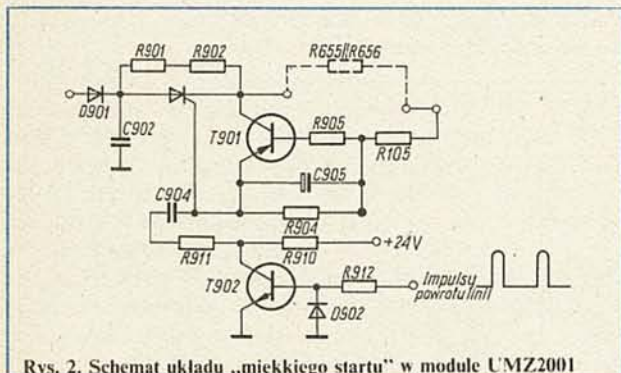 R901
R902
R655||R656
D901
C902
T901
R905
R105
C905
C904
R904
+24V
R911
R910
R912
Impulsy
powrotu linii
T902
D902
Rys. 2. Schemat układu „miękkiego startu” w module UMZ2001